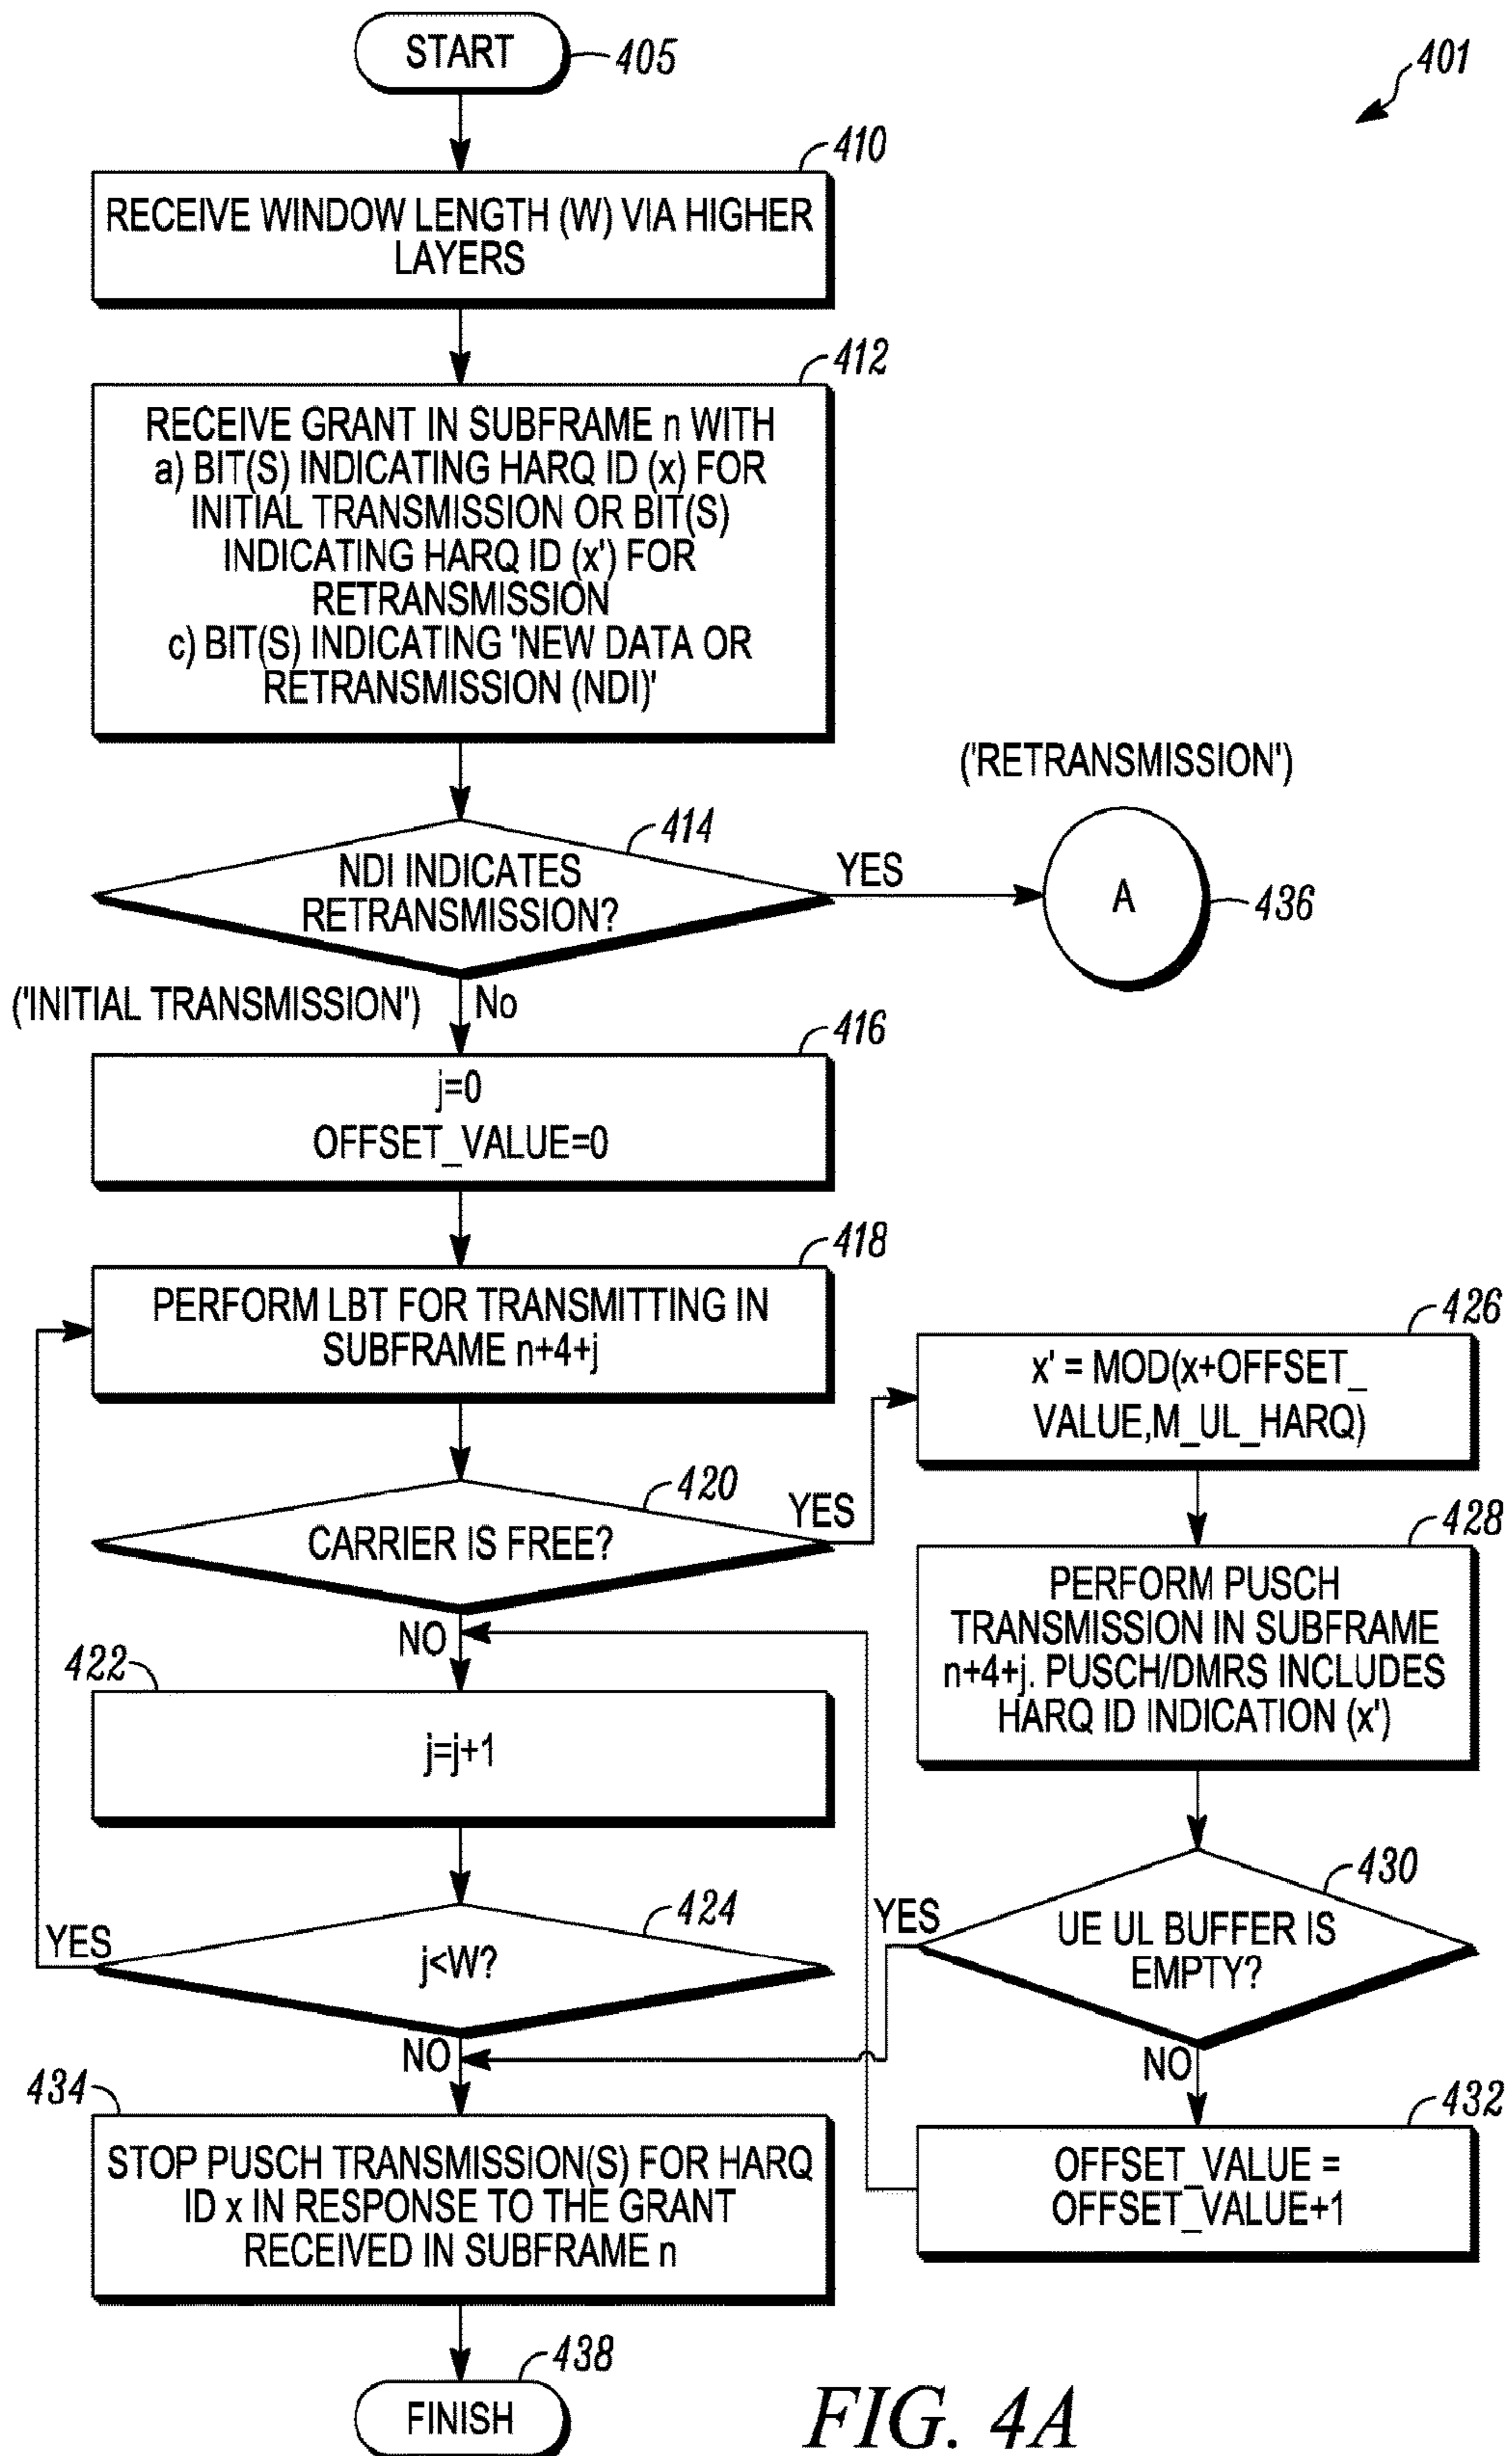 START
405
401
410
RECEIVE WINDOW LENGTH (W) VIA HIGHER
LAYERS
412
RECEIVE GRANT IN SUBFRAME n WITH
a) BIT(S) INDICATING HARQ ID (x) FOR
INITIAL TRANSMISSION OR BIT(S)
INDICATING HARQ ID (x') FOR
RETRANSMISSION
c) BIT(S) INDICATING 'NEW DATA OR
RETRANSMISSION (NDI)'
('RETRANSMISSION')
414
NDI INDICATES
RETRANSMISSION?
YES
A
436
('INITIAL TRANSMISSION')
No
416
j=0
OFFSET_VALUE=0
418
PERFORM LBT FOR TRANSMITTING IN
SUBFRAME n+4+j
426
x' = MOD(x+OFFSET_
VALUE,M_UL_HARQ)
420
CARRIER IS FREE?
YES
NO
428
PERFORM PUSCH
TRANSMISSION IN SUBFRAME
n+4+j. PUSCH/DMRS INCLUDES
HARQ ID INDICATION (x')
422
j=j+1
424
j<W?
YES
NO
430
UE UL BUFFER IS
EMPTY?
YES
NO
432
OFFSET_VALUE =
OFFSET_VALUE+1
434
STOP PUSCH TRANSMISSION(S) FOR HARQ
ID x IN RESPONSE TO THE GRANT
RECEIVED IN SUBFRAME n
438
FINISH
FIG. 4A